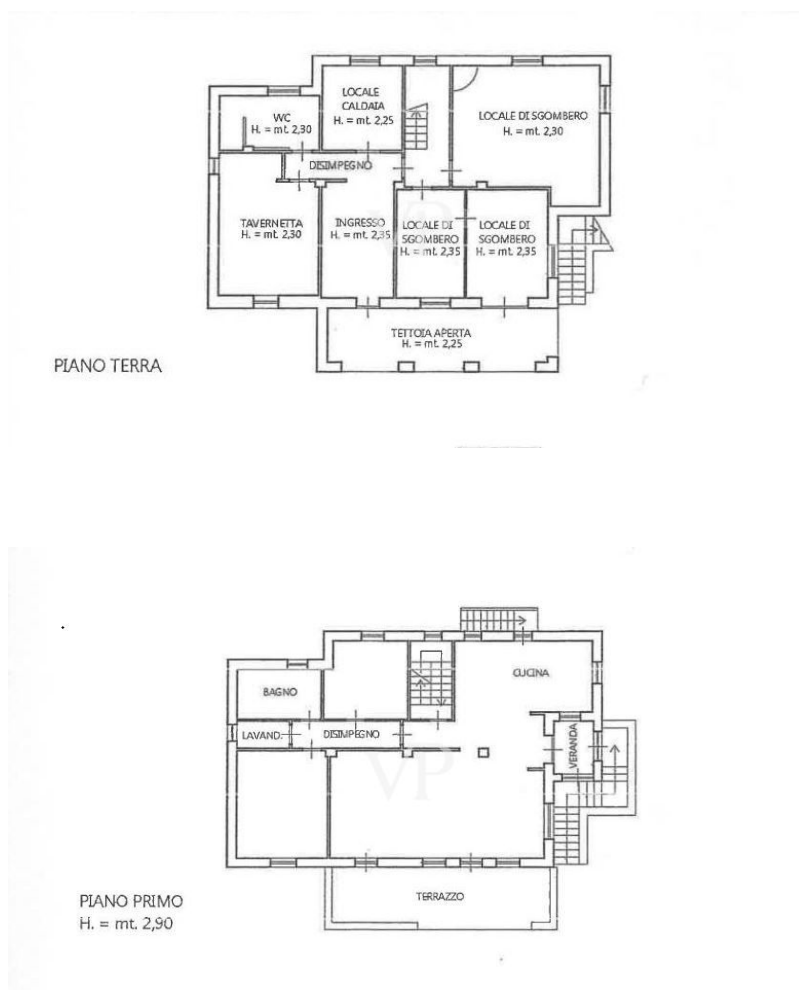 LOCALE
CALDAIA
H. = mt. 2,25
WC
H. = mt. 2,30
LOCALE DI SGOMBERO
H. = mt. 2,30
DISIMPEGNO
TAVERNETTA
H. = mt. 2,30
INGRESSO
H. = mt. 2,35
LOCALE DI
SGOMBERO
H. = mt. 2,35
LOCALE DI
SGOMBERO
H. = mt. 2,35
TETTOIA APERTA
H. = mt. 2,25
PIANO TERRA
VP
CUCINA
BAGNO
LAVAND.
DISIMPEGNO
VERANDA
VP
TERRAZZO
PIANO PRIMO
H. = mt. 2,90